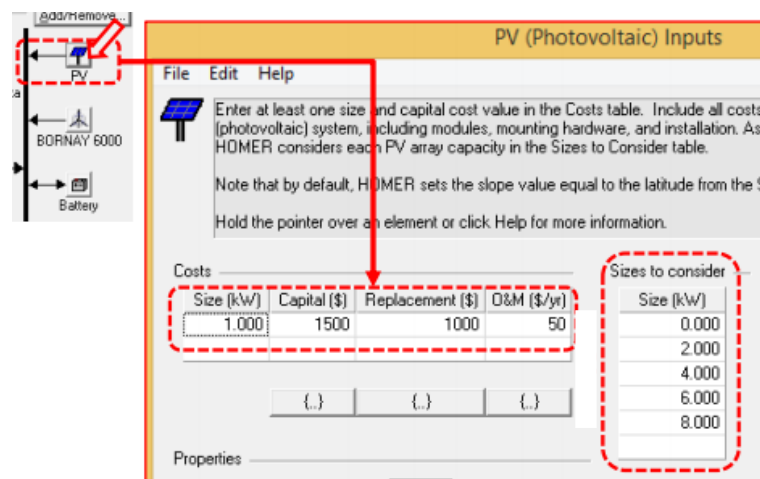 Add/Remove...
PV
BORNAY 6000
Battery
PV (Photovoltaic) Inputs
File Edit Help
Enter at least one size and capital cost value in the Costs table. Include all costs
(photovoltaic) system, including modules, mounting hardware, and installation. As
HOMER considers each PV array capacity in the Sizes to Consider table.
Note that by default, HOMER sets the slope value equal to the latitude from the S
Hold the pointer over an element or click Help for more information.
Costs
Size (kW) Capital ($) Replacement ($) O&M ($/yr)
1.000 1500 1000 50
{..} {..} {..}
Sizes to consider
Size (kW)
0.000
2.000
4.000
6.000
8.000
Properties